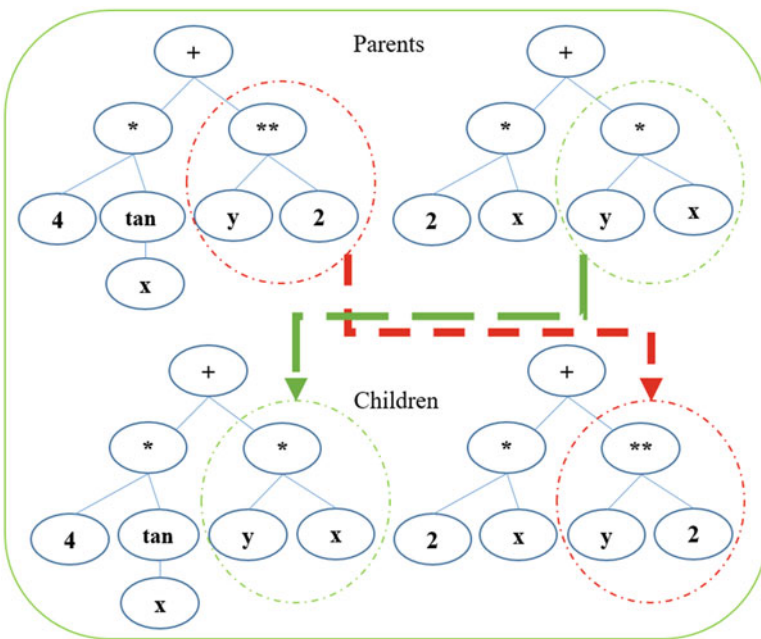 Parents
+
+
*
**
*
*
4
tan
y
2
2
x
y
x
x
Children
+
+
*
*
*
**
4
tan
y
x
2
x
y
2
x